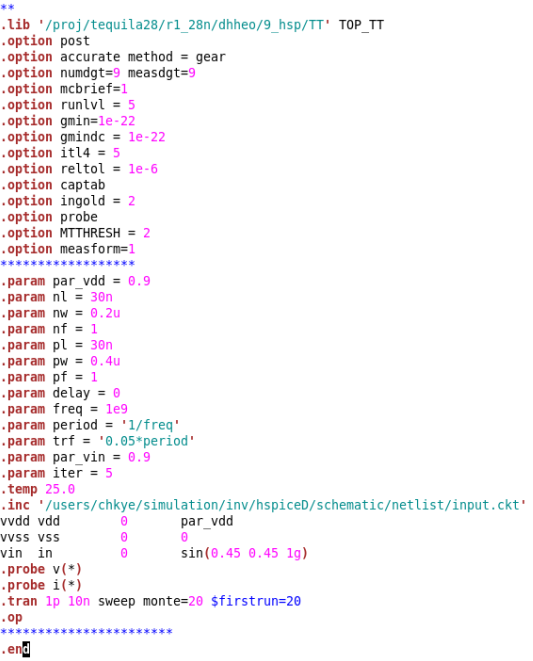 **
.lib '/proj/tequila28/r1_28n/dhheo/9_hsp/TT' TOP_TT
.option post
.option accurate method = gear
.option numdgt=9 measdgt=9
.option mcbrief=1
.option runlvl = 5
.option gmin=1e-22
.option gmindc = 1e-22
.option itl4 = 5
.option reltol = 1e-6
.option captab
.option ingold = 2
.option probe
.option MTTHRESH = 2
.option measform=1
******************
.param par_vdd = 0.9
.param nl = 30n
.param nw = 0.2u
.param nf = 1
.param pl = 30n
.param pw = 0.4u
.param pf = 1
.param delay = 0
.param freq = 1e9
.param period = '1/freq'
.param trf = '0.05*period'
.param par_vin = 0.9
.param iter = 5
.temp 25.0
.inc '/users/chkye/simulation/inv/hspiceD/schematic/netlist/input.ckt'
vvdd vdd 0 par_vdd
vvss vss 0 0
vin in 0 sin(0.45 0.45 1g)
.probe v(*)
.probe i(*)
.tran 1p 10n sweep monte=20 $firstrun=20
.op
***********************
.end